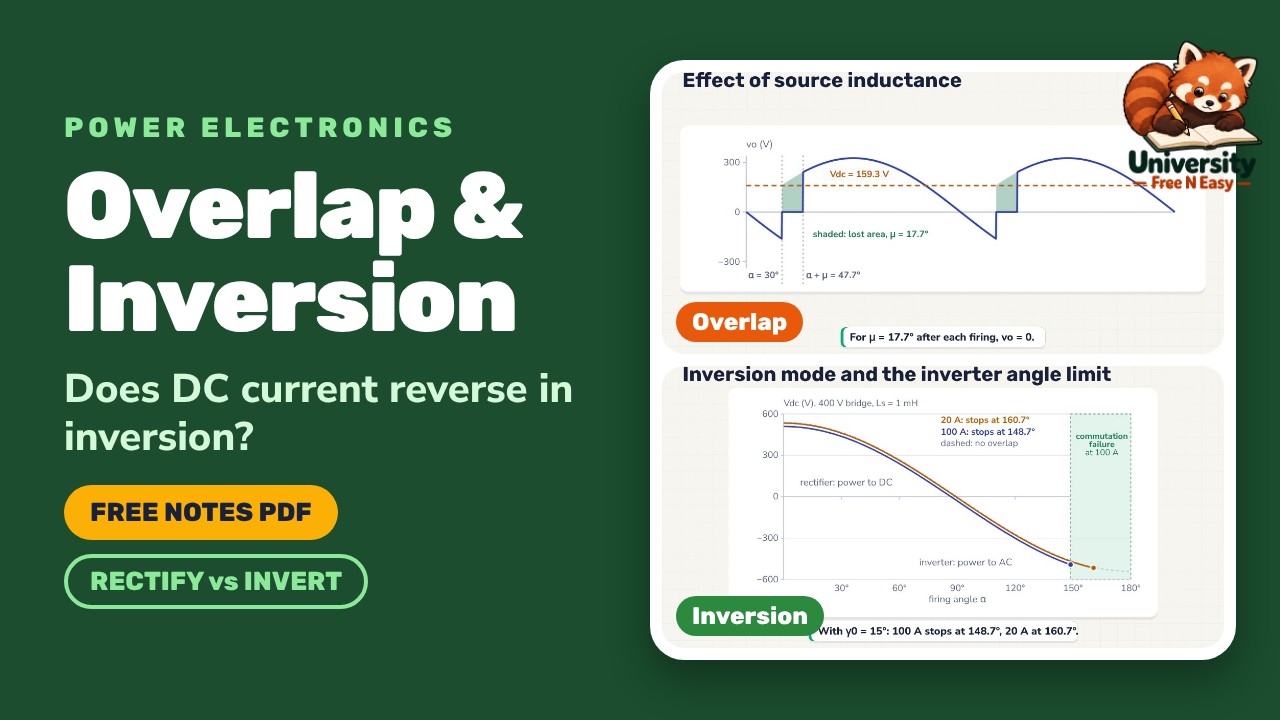 POWER ELECTRONICS
Overlap &
Inversion
Does DC current reverse in
inversion?
FREE NOTES PDF
RECTIFY vs INVERT
Effect of source inductance
vo (V)
300
0
−300
Vdc = 159.3 V
shaded: lost area, μ = 17.7°
α = 30°
α + μ = 47.7°
Overlap
For μ = 17.7° after each firing, vo = 0.
Inversion mode and the inverter angle limit
Vdc (V), 400 V bridge, Ls = 1 mH
600
300
0
−300
−600
20 A: stops at 160.7°
100 A: stops at 148.7°
dashed: no overlap
commutation
failure
at 100 A
rectifier: power to DC
inverter: power to AC
30°
60°
90°
120°
150°
180°
firing angle α
Inversion
With γ0 = 15°: 100 A stops at 148.7°, 20 A at 160.7°.
University
Free N Easy